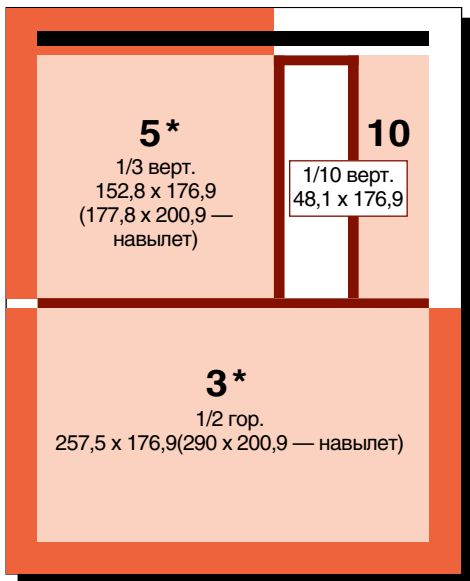 5*
1/3 верт.
152,8 x 176,9
(177,8 x 200,9 —
навылет)
10
1/10 верт.
48,1 x 176,9
3*
1/2 гор.
257,5 x 176,9(290 x 200,9 — навылет)